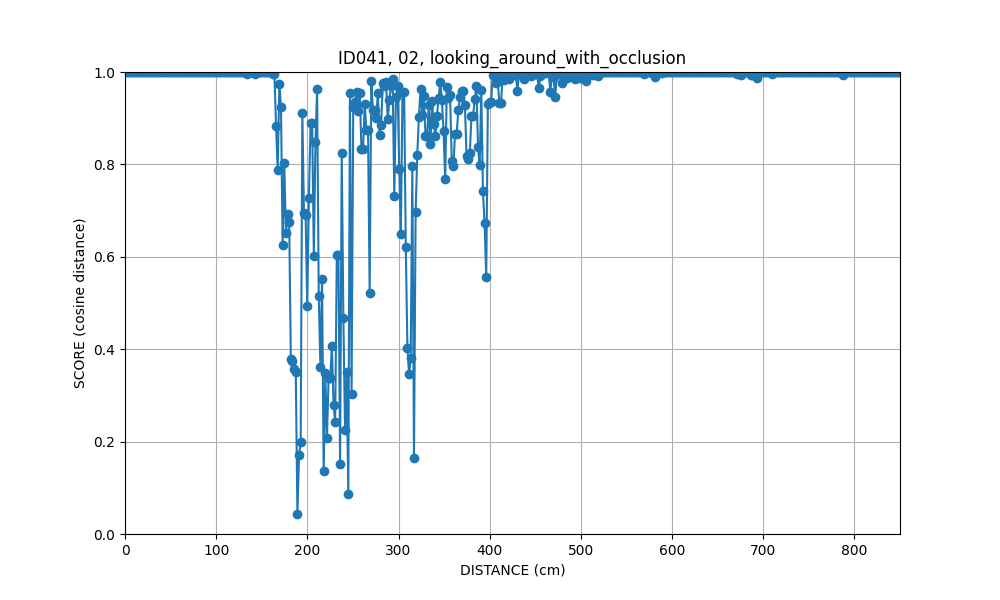 ID041, 02, looking_around_with_occlusion
SCORE (cosine distance)
1.0
0.8
0.6
0.4
0.2
0.0
0 100 200 300 400 500 600 700 800
DISTANCE (cm)